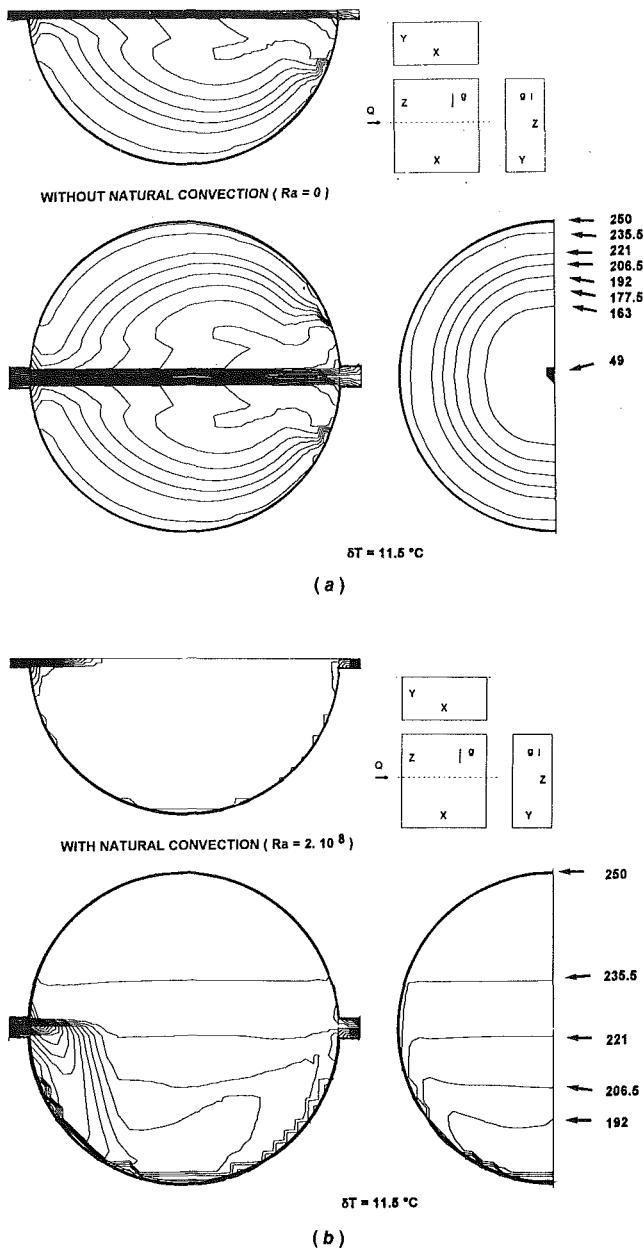 Y
X
Z
g
Q
X
g
Z
Y
WITHOUT NATURAL CONVECTION ( Ra = 0 )
250
235.5
221
206.5
192
177.5
163
49
δT = 11.5 °C
( a )
Y
X
Z
g
Q
X
g
Z
Y
WITH NATURAL CONVECTION ( Ra = 2. 10 8 )
250
235.5
221
206.5
192
δT = 11.5 °C
( b )